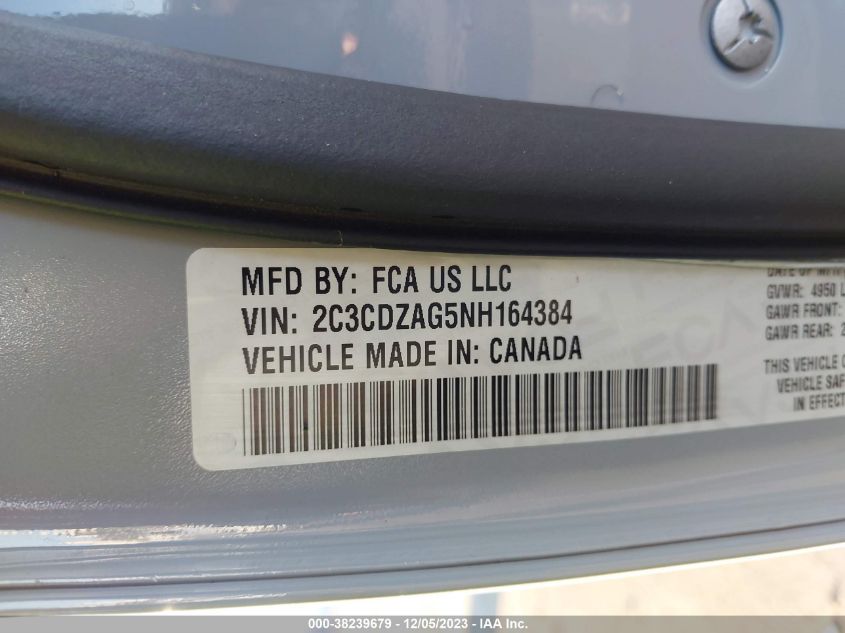 MFD BY: FCA US LLC
VIN: 2C3CDZAG5NH164384
VEHICLE MADE IN: CANADA
GVWR: 4950
GAWR FRONT:
GAWR REAR: 2
THIS VEHICLE
VEHICLE
IN EFFECT
000-38239679 - 12/05/2023 - IAA Inc.